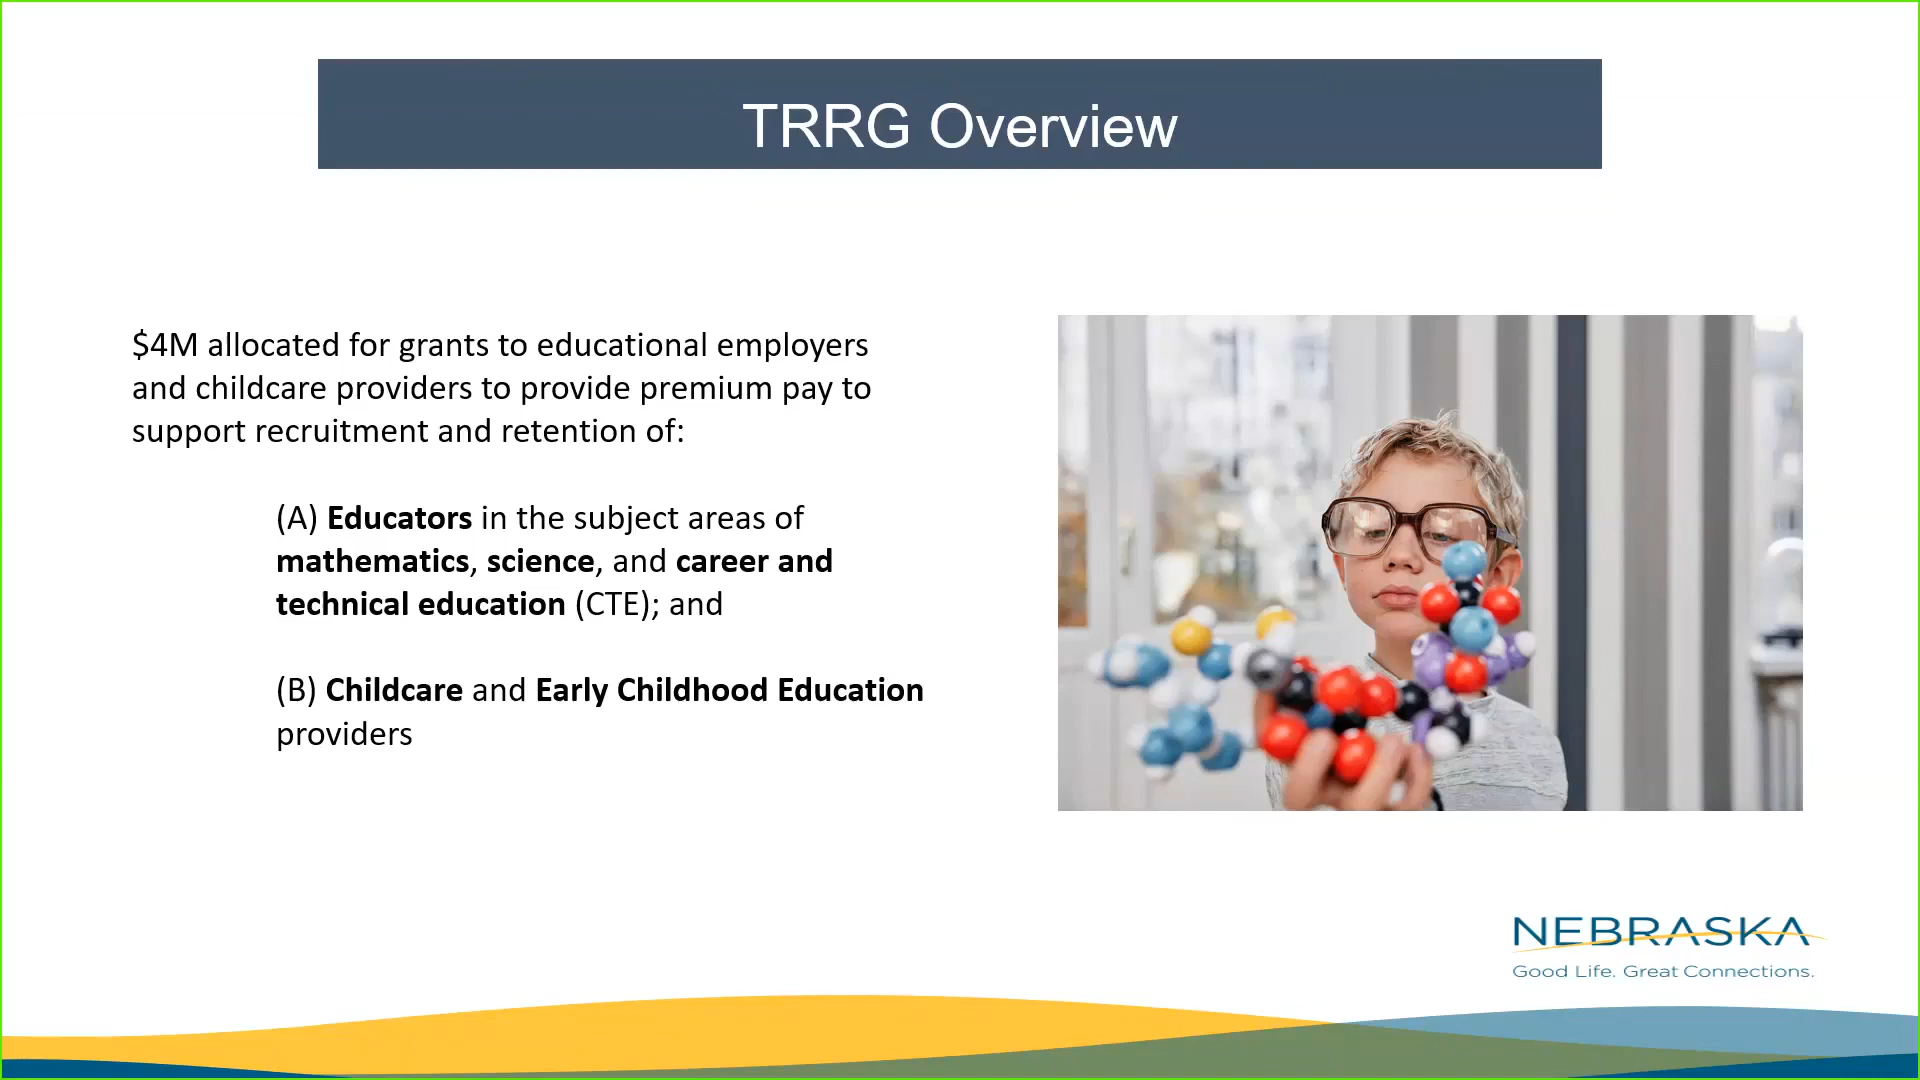 TRRG Overview
$4M allocated for grants to educational employers
and childcare providers to provide premium pay to
support recruitment and retention of:
(A) Educators in the subject areas of
mathematics, science, and career and
technical education (CTE); and
(B) Childcare and Early Childhood Education
providers
NEBRASKA
Good Life. Great Connections.